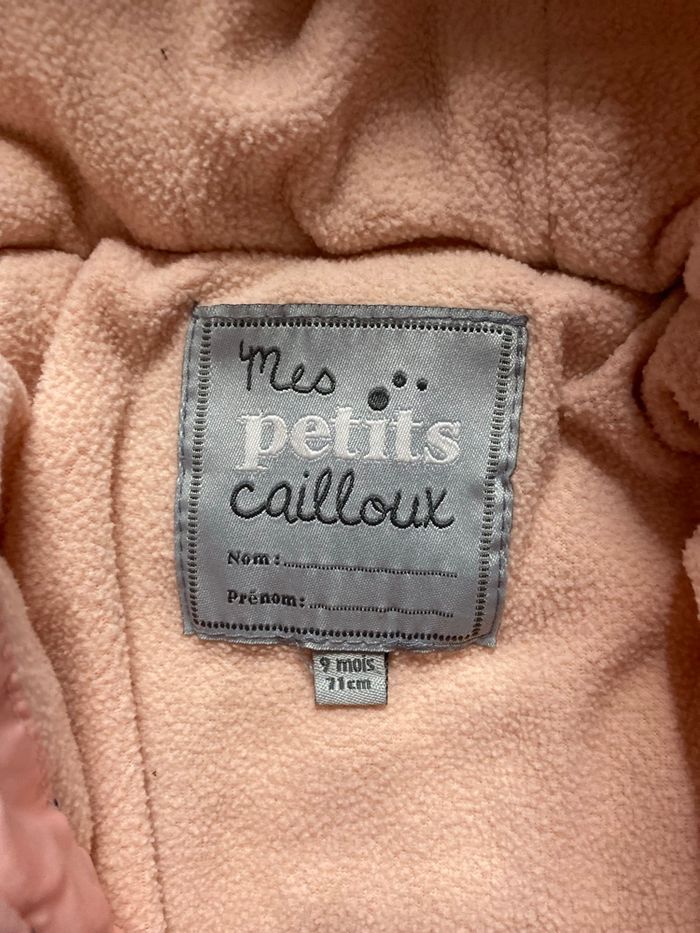 Mes
petits
cailloux
Nom:
Prénom:
9 mois
71cm